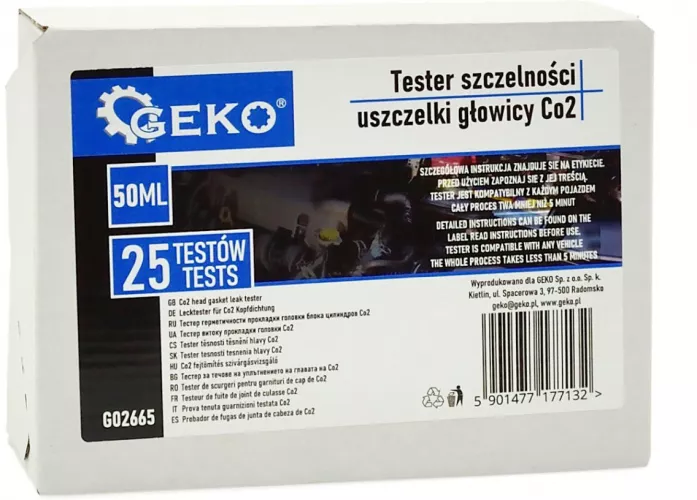 GEKO®
Tester szczelności
uszczelki głowicy Co2
50ML
25 TESTÓW
TESTS
SZCZEGÓŁOWA INSTRUKCJA ZNAJDUJE SIĘ NA ETYKIECIE.
PRZED UŻYCIEM ZAPOZNAJ SIĘ Z JEJ TREŚCIĄ.
TESTER JEST KOMPATYBILNY Z KAŻDYM POJAZDEM
CAŁY PROCES TWA MNIEJ NIŻ 5 MINUT
DETAILED INSTRUCTIONS CAN BE FOUND ON THE
LABEL READ INSTRUCTIONS BEFORE USE.
TESTER IS COMPATIBLE WITH ANY VEHICLE
THE WHOLE PROCESS TAKES LESS THAN 5 MINUTES
GB Co2 head gasket leak tester
DE Lecktester für Co2 Kopfdichtung
RU Тестер герметичности прокладки головки блока цилиндров Co2
UA Тестер витоку прокладки головки Co2
CS Tester těsnosti těsnění hlavy Co2
SK Tester tesnosti tesnenia hlavy Co2
HU Co2 fejtömítés szivárgásvizsgáló
BG Тестер за течове на уплътнението на главата на Co2
RO Tester de scurgeri pentru garnituri de cap de Co2
FR Testeur de fuite de joint de culasse Co2
IT Prova tenuta guarnizioni testata Co2
ES Probador de fugas de junta de cabeza de Co2
Wyprodukowano dla GEKO Sp. z o.o. Sp. k.
Kietlin, ul. Spacerowa 3, 97-500 Radomsko
geko@geko.pl, www.geko.pl
G02665
5 901477 177132 >